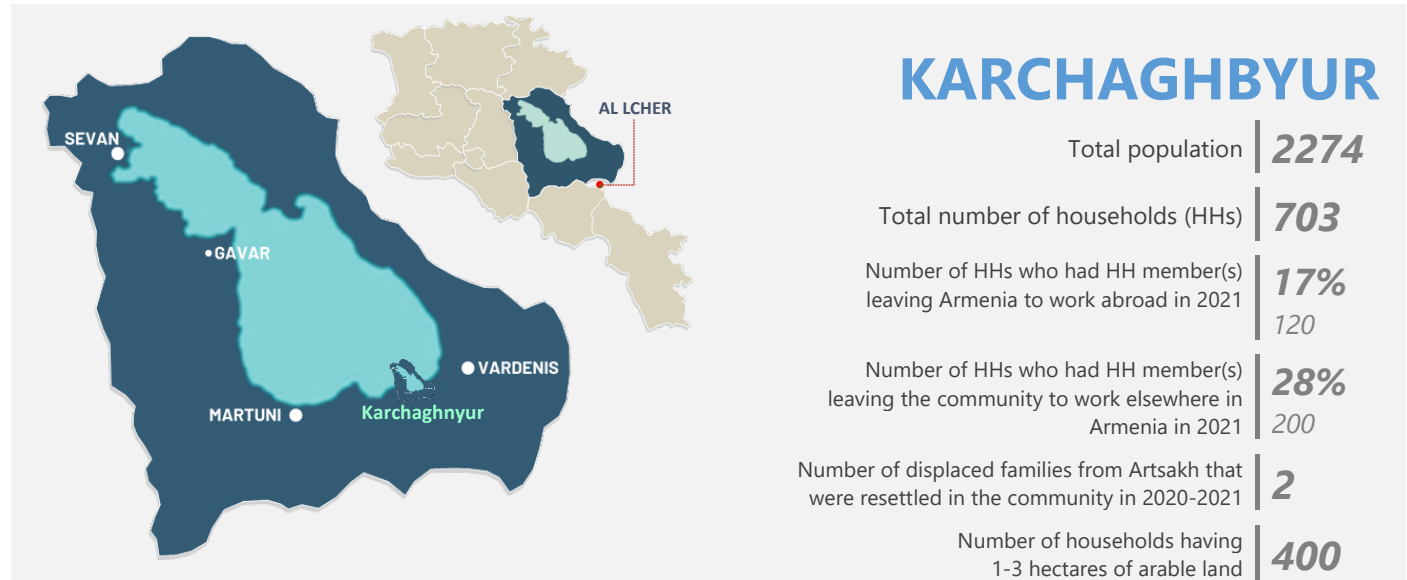 SEVAN
GAVAR
VARDENIS
MARTUNI
Karchaghnyur
AL LCHER
KARCHAGHBYUR
Total population 2274
Total number of households (HHs) 703
Number of HHs who had HH member(s)
leaving Armenia to work abroad in 2021
17%
120
Number of HHs who had HH member(s)
leaving the community to work elsewhere in
Armenia in 2021
28%
200
Number of displaced families from Artsakh that
were resettled in the community in 2020-2021
2
Number of households having
1-3 hectares of arable land
400